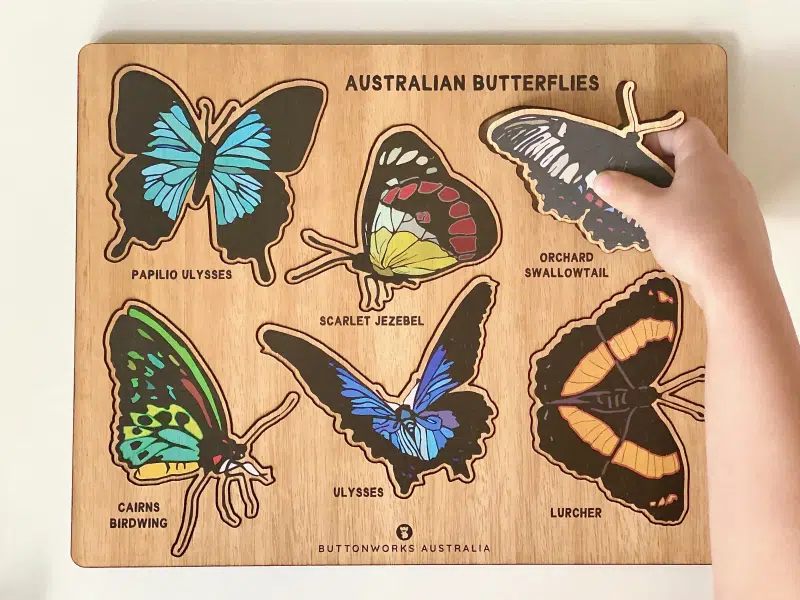 AUSTRALIAN BUTTERFLIES
PAPILIO ULYSSES
SCARLET JEZEBEL
ORCHARD
SWALLOWTAIL
CAIRNS
BIRDWING
ULYSSES
LURCHER
BUTTONWORKS AUSTRALIA